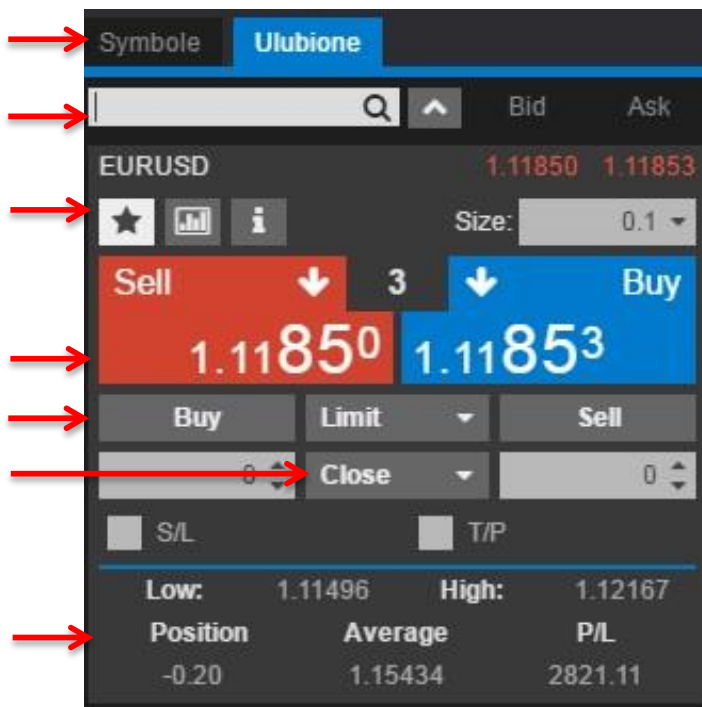 Symbole Ulubione
Bid Ask
EURUSD 1.11850 1.11853
Size: 0.1
Sell 3 Buy
1.11850 1.11853
Buy Limit Sell
0 Close 0
S/L T/P
Low: 1.11496 High: 1.12167
Position Average P/L
-0.20 1.15434 2821.11